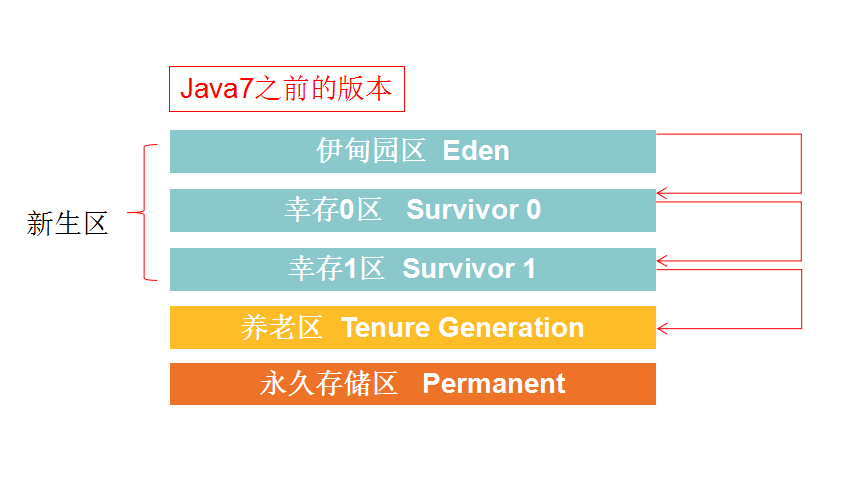 Java7之前的版本
伊甸园区 Eden
幸存0区 Survivor 0
新生区
幸存1区 Survivor 1
养老区 Tenure Generation
永久存储区 Permanent